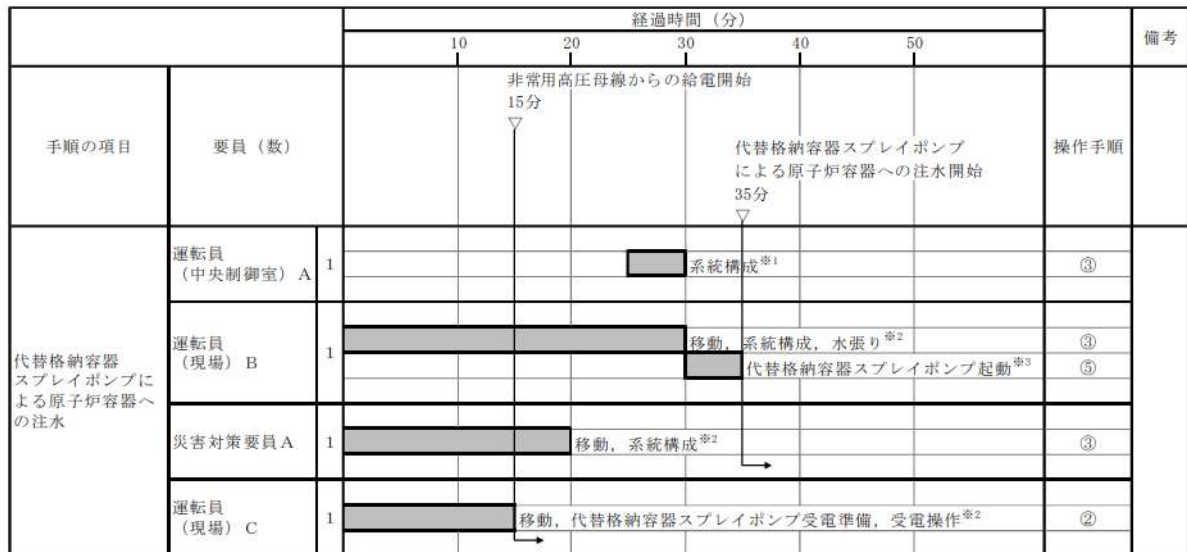 経過時間（分）
備考
10 20 30 40 50
手順の項目
要員（数）
操作手順
非常用高圧母線からの給電開始
15分
▽
代替格納容器スプレイポンプ
による原子炉容器への注水開始
35分
▽
代替格納容器
スプレイポンプに
よる原子炉容器へ
の注水
運転員
（中央制御室）A
1
系統構成※1
③
運転員
（現場）B
1
移動，系統構成，水張り※2
③
代替格納容器スプレイポンプ起動※3
⑤
災害対策要員A
1
移動，系統構成※2
③
運転員
（現場）C
1
移動，代替格納容器スプレイポンプ受電準備，受電操作※2
②